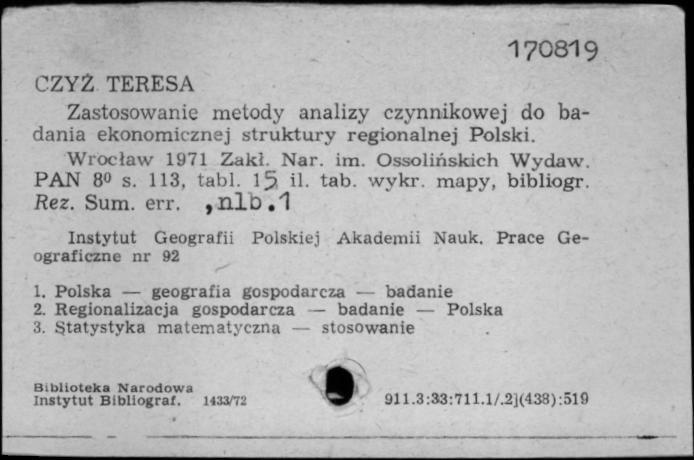 170819
CZYŻ TERESA
Zastosowanie metody analizy czynnikowej do ba-
dania ekonomicznej struktury regionalnej Polski.
Wrocław 1971 Zakł. Nar. im. Ossolińskich Wydaw.
PAN 8⁰ s. 113, tabl. 15, il. tab. wykr. mapy, bibliogr.
Rez. Sum. err. ,nlb.1
Instytut Geografii Polskiej Akademii Nauk. Prace Ge-
ograficzne nr 92
1. Polska — geografia gospodarcza — badanie
2. Regionalizacja gospodarcza — badanie — Polska
3. Statystyka matematyczna — stosowanie
Biblioteka Narodowa
Instytut Bibliograf. 1433/72 911.3:33:711.1/.2](438):519